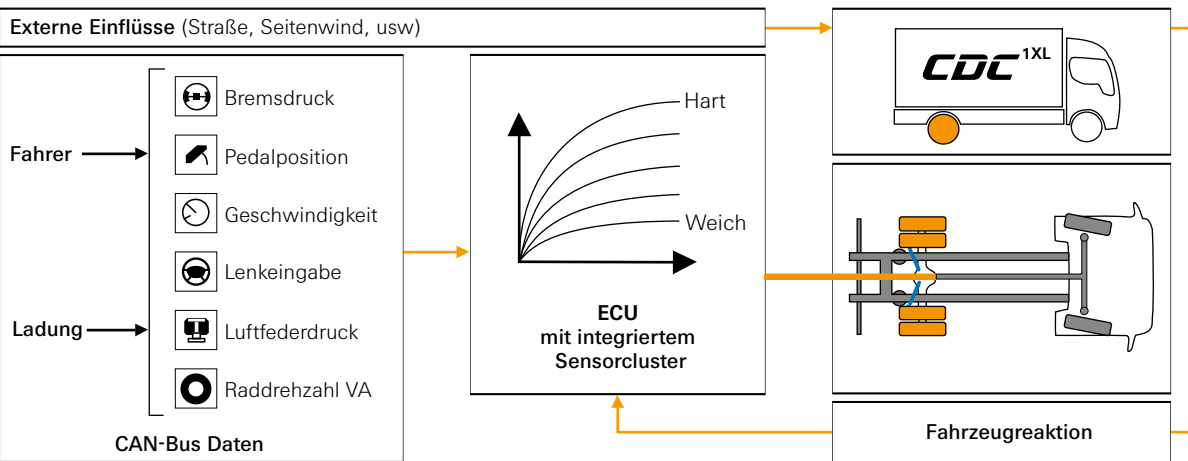 Externe Einflüsse (Straße, Seitenwind, usw)
Fahrer
Ladung
Bremsdruck
Pedalposition
Geschwindigkeit
Lenkeingabe
Luftfederdruck
Raddrehzahl VA
CAN-Bus Daten
Hart
Weich
ECU
mit integriertem
Sensorcluster
CDC 1XL
Fahrzeugreaktion